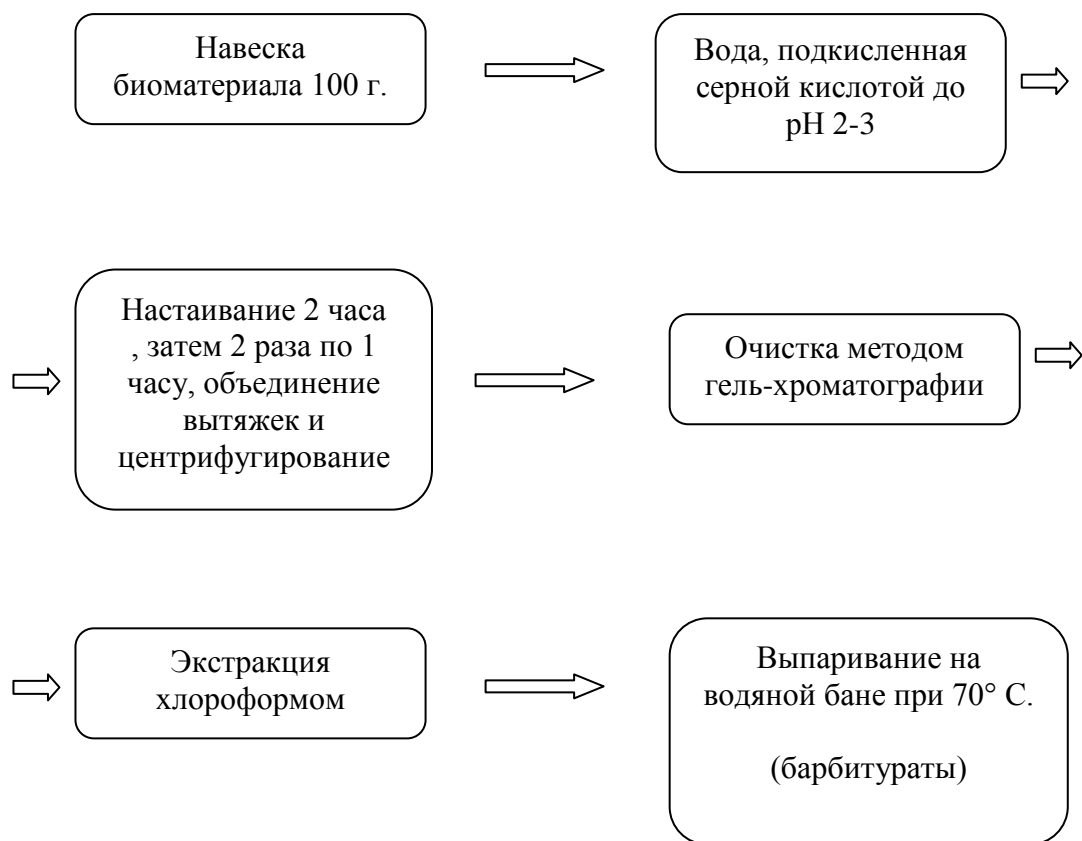 Навеска
биоматериала 100 г.
Вода, подкисленная
серной кислотой до
рН 2-3
Настаивание 2 часа
, затем 2 раза по 1
часу, объединение
вытяжек и
центрифугирование
Очистка методом
гель-хроматографии
Экстракция
хлороформом
Выпаривание на
водяной бане при 70° С.
(барбитураты)